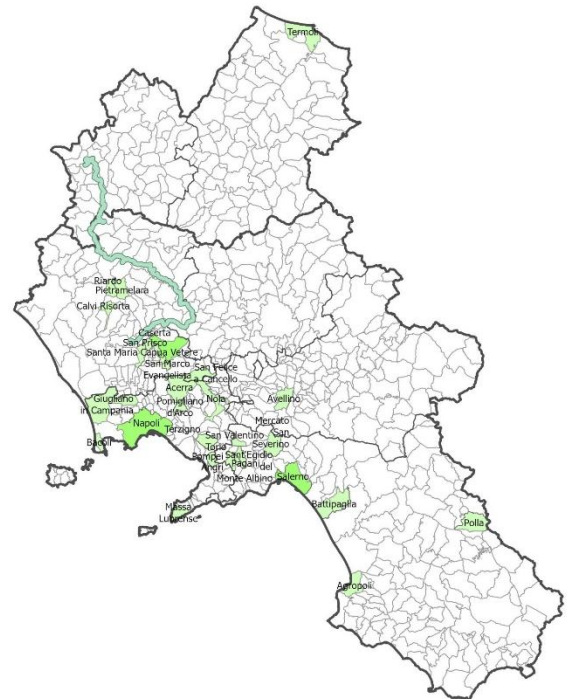 Termoli
Riardo
Pietramelara
Calvi Risorta
Caserta
San Prisco
Santa Maria Capua Vetere
San Marco
Evangelista
San Felice
a Cancello
Acerra
Giugliano
in Campania
Pomigliano
d'Arco
Nola
Avellino
Napoli
Terzigno
Mercato
San
Severino
Bacoli
San Valentino
Torio
Pompei
Sant'Egidio
del
Monte Albino
Angri
Pagani
Salerno
Massa
Lubrense
Battipaglia
Polla
Agropoli